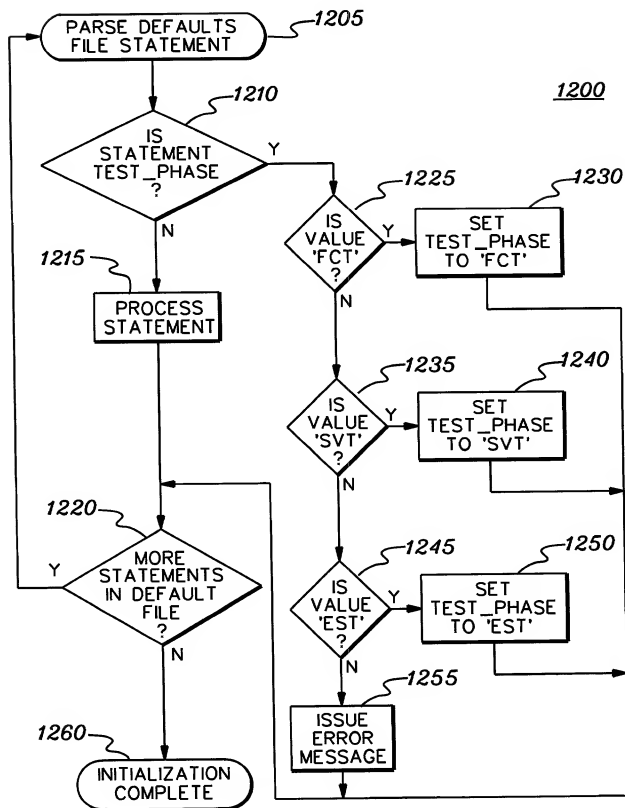 PARSE DEFAULTS
FILE STATEMENT
1205
1200
1210
IS
STATEMENT
TEST_PHASE
?
Y
N
1225
IS
VALUE
'FCT'
?
Y
N
1230
SET
TEST_PHASE
TO 'FCT'
1215
PROCESS
STATEMENT
1235
IS
VALUE
'SVT'
?
Y
N
1240
SET
TEST_PHASE
TO 'SVT'
1220
MORE
STATEMENTS
IN DEFAULT
FILE
?
Y
N
1245
IS
VALUE
'EST'
?
Y
N
1250
SET
TEST_PHASE
TO 'EST'
1255
ISSUE
ERROR
MESSAGE
1260
INITIALIZATION
COMPLETE